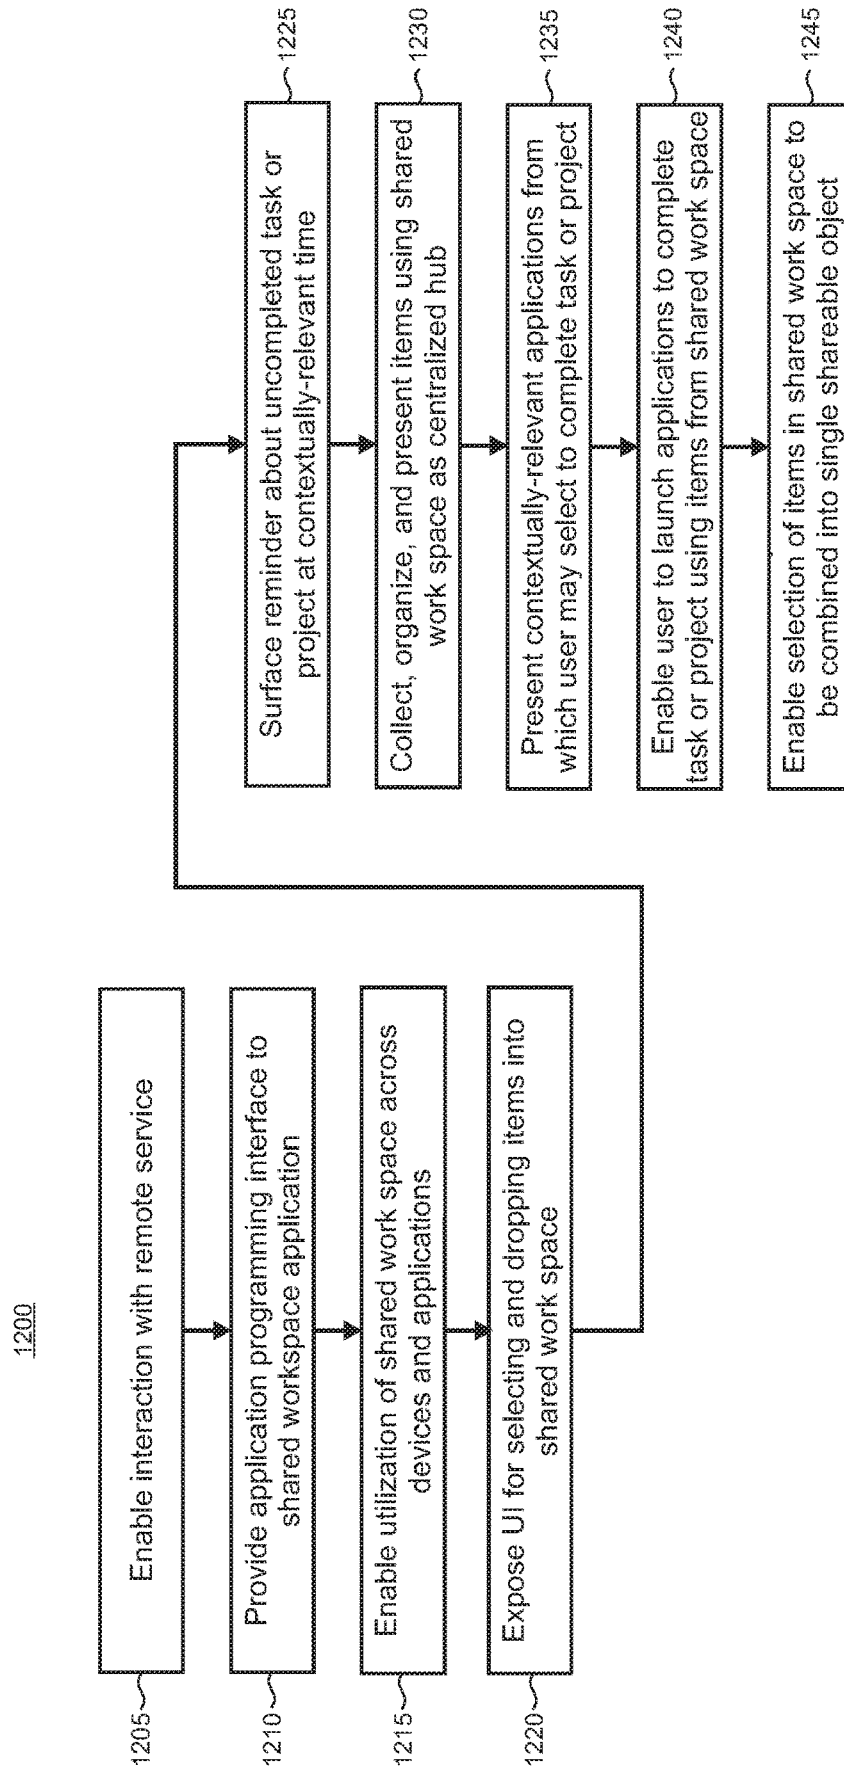 1200
1205
Enable interaction with remote service
1210
Provide application programming interface to
shared workspace application
1215
Enable utilization of shared work space across
devices and applications
1220
Expose UI for selecting and dropping items into
shared work space
Surface reminder about uncompleted task or
project at contextually-relevant time
1225
Collect, organize, and present items using shared
work space as centralized hub
1230
Present contextually-relevant applications from
which user may select to complete task or project
1235
Enable user to launch applications to complete
task or project using items from shared work space
1240
Enable selection of items in shared work space to
be combined into single shareable object
1245